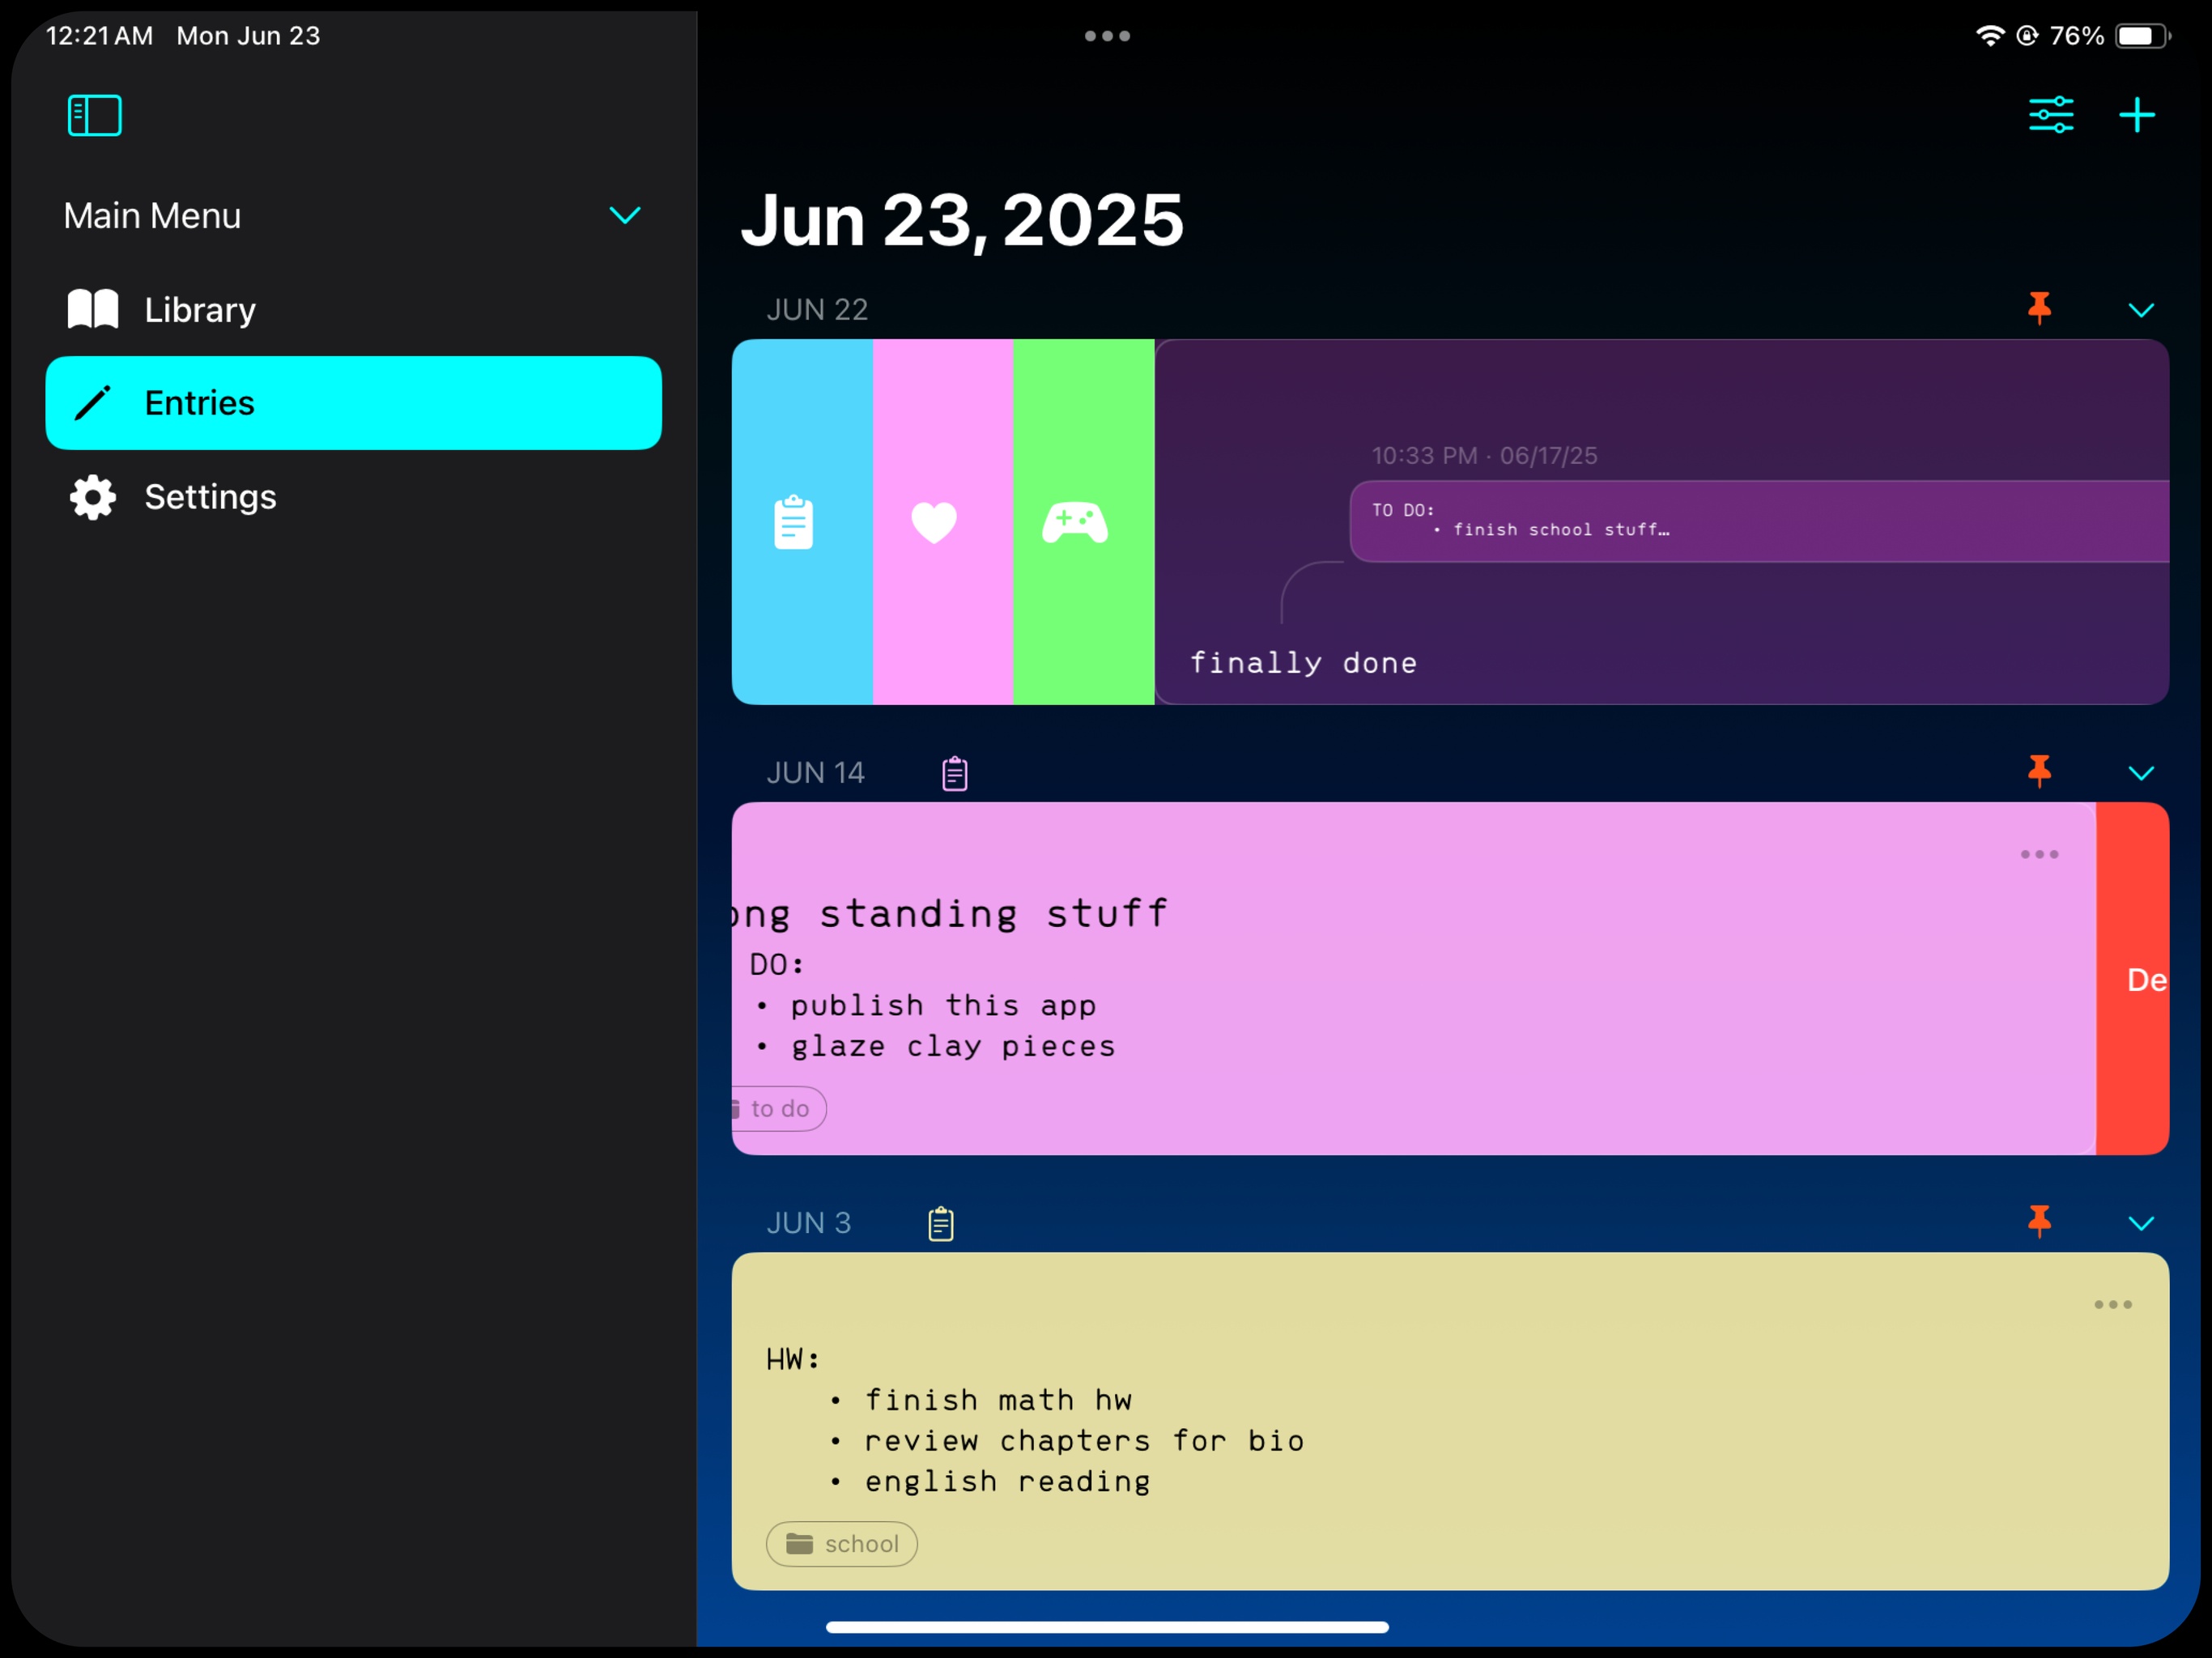 12:21 AM Mon Jun 23
76%
Main Menu
Library
Entries
Settings
Jun 23, 2025
JUN 22
10:33 PM · 06/17/25
TO DO:
• finish school stuff…
finally done
JUN 14
ong standing stuff
DO:
• publish this app
• glaze clay pieces
to do
De
JUN 3
HW:
• finish math hw
• review chapters for bio
• english reading
school